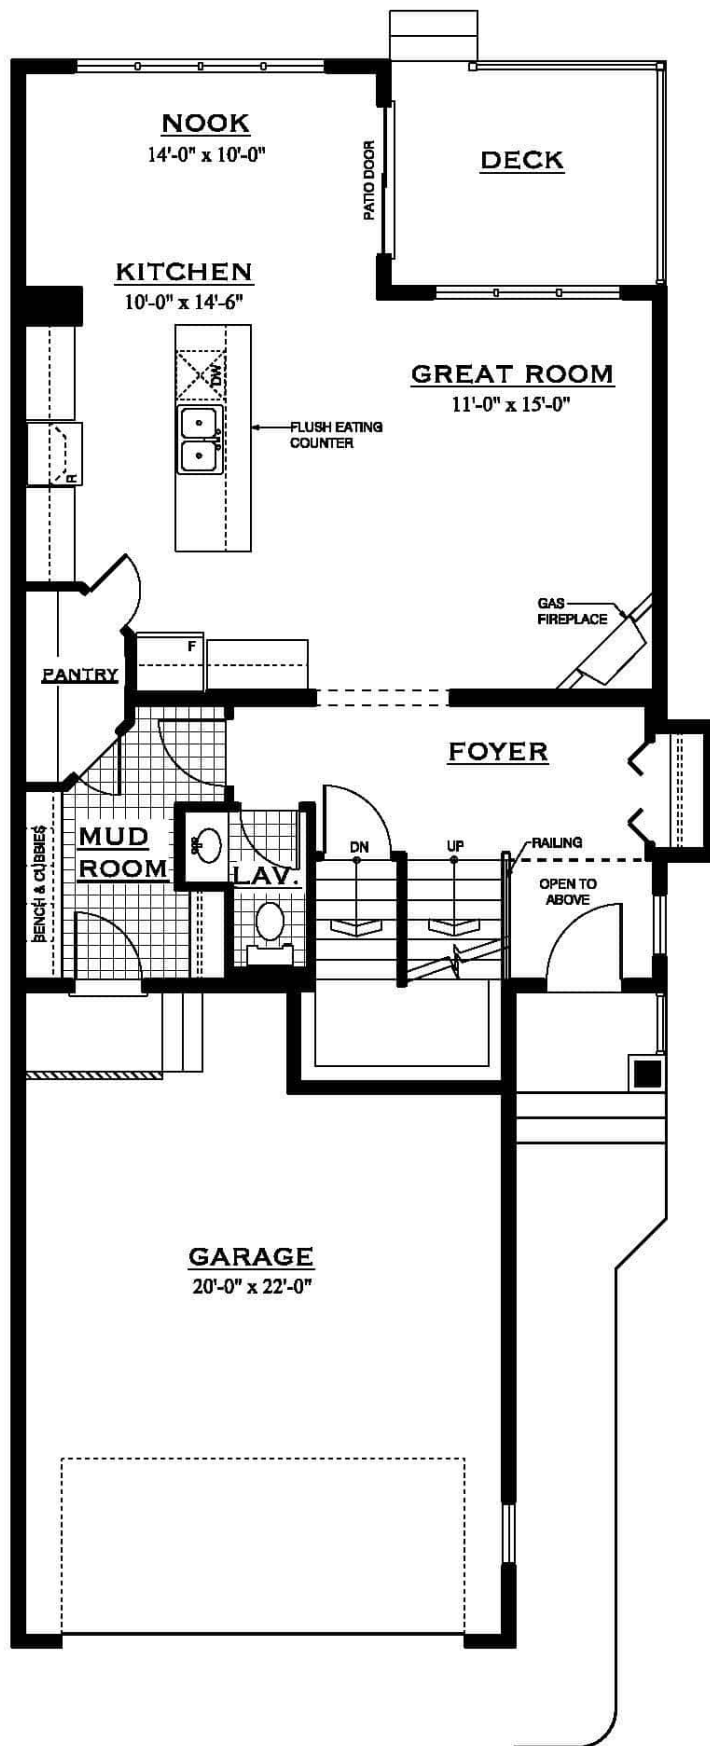 NOOK
14'-0" x 10'-0"
PATIO DOOR
DECK
KITCHEN
10'-0" x 14'-6"
DW
FLUSH EATING
COUNTER
GREAT ROOM
11'-0" x 15'-0"
R
GAS
FIREPLACE
F
PANTRY
FOYER
MUD
ROOM
BENCH & CUBBIES
LAV.
DN
UP
RAILING
OPEN TO
ABOVE
GARAGE
20'-0" x 22'-0"